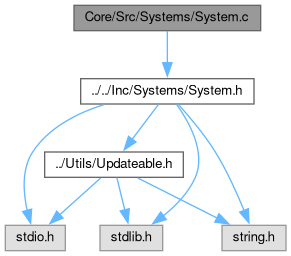 Core/Src/Systems/System.c
../../Inc/Systems/System.h
../Utils/Updateable.h
stdio.h
stdlib.h
string.h